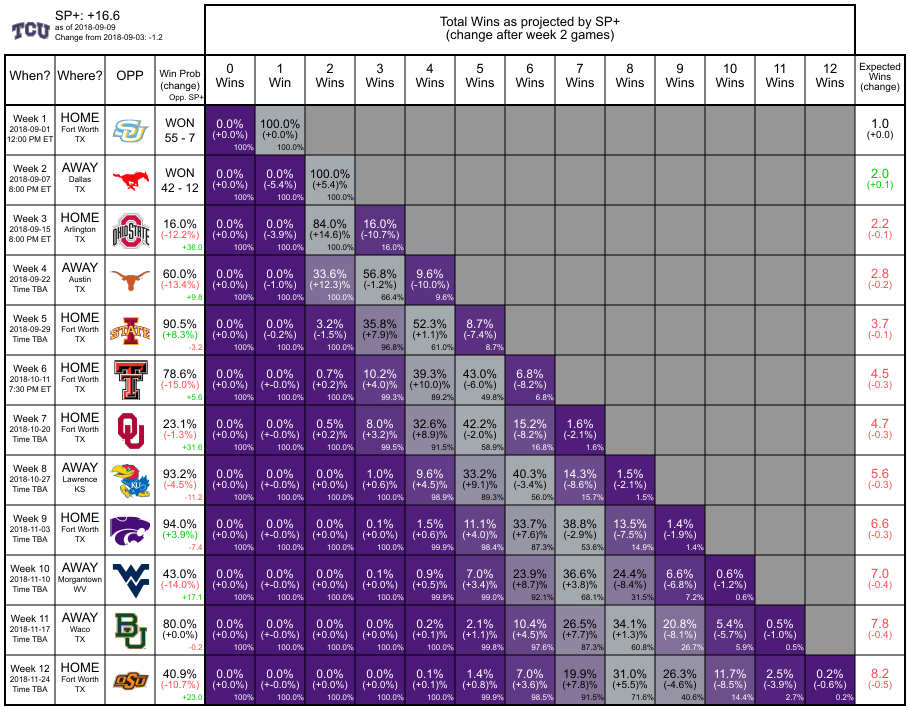 TCU
SP+: +16.6
as of 2018-09-09
Change from 2018-09-03: -1.2
Total Wins as projected by SP+
(change after week 2 games)
When? Where? OPP Win Prob (change) Opp. SP+ 0 Wins 1 Win 2 Wins 3 Wins 4 Wins 5 Wins 6 Wins 7 Wins 8 Wins 9 Wins 10 Wins 11 Wins 12 Wins Expected Wins (change)
Week 1 HOME WON 0.0% 100.0% 1.0
2018-09-01 Fort Worth 55 - 7 (+0.0%) (+0.0%) (+0.0)
12:00 PM ET TX 100% 100.0%
Week 2 AWAY WON 0.0% 0.0% 100.0% 2.0
2018-09-07 Dallas 42 - 12 (+0.0%) (-5.4%) (+5.4)% (+0.1)
8:00 PM ET TX 100% 100.0% 100.0%
Week 3 HOME OHIO STATE 16.0% 0.0% 0.0% 84.0% 16.0% 2.2
2018-09-15 Arlington (-12.2%) (+0.0%) (-3.9%) (+14.6)% (-10.7%) (-0.1)
8:00 PM ET TX +36.0 100% 100.0% 100.0% 16.0%
Week 4 AWAY 60.0% 0.0% 0.0% 33.6% 56.8% 9.6% 2.8
2018-09-22 Austin (-13.4%) (+0.0%) (-1.0%) (+12.3)% (-1.2%) (-10.0%) (-0.2)
Time TBA TX +9.8 100% 100.0% 100.0% 66.4% 9.6%
Week 5 HOME STATE 90.5% 0.0% 0.0% 3.2% 35.8% 52.3% 8.7% 3.7
2018-09-29 Fort Worth (+8.3%) (+0.0%) (-0.2%) (-1.5%) (+7.9)% (+1.1)% (-7.4%) (-0.1)
Time TBA TX -3.2 100% 100.0% 100.0% 96.8% 61.0% 8.7%
Week 6 HOME 78.6% 0.0% 0.0% 0.7% 10.2% 39.3% 43.0% 6.8% 4.5
2018-10-11 Fort Worth (-15.0%) (+0.0%) (+-0.0%) (+0.2)% (+4.0)% (+10.0)% (-6.0%) (-8.2%) (-0.3)
7:30 PM ET TX +5.6 100% 100.0% 100.0% 99.3% 89.2% 49.8% 6.8%
Week 7 HOME OU 23.1% 0.0% 0.0% 0.5% 8.0% 32.6% 42.2% 15.2% 1.6% 4.7
2018-10-20 Fort Worth (-1.3%) (+0.0%) (+-0.0%) (+0.2)% (+3.2)% (+8.9)% (-2.0%) (-8.2%) (-2.1%) (-0.3)
Time TBA TX +31.6 100% 100.0% 100.0% 99.5% 91.5% 58.9% 16.8% 1.6%
Week 8 AWAY KU 93.2% 0.0% 0.0% 0.0% 1.0% 9.6% 33.2% 40.3% 14.3% 1.5% 5.6
2018-10-27 Lawrence (-4.5%) (+0.0%) (+-0.0%) (+0.0%) (+0.6)% (+4.5)% (+9.1)% (-3.4%) (-8.6%) (-2.1%) (-0.3)
Time TBA KS -11.2 100% 100.0% 100.0% 100.0% 98.9% 89.3% 56.0% 15.7% 1.5%
Week 9 HOME 94.0% 0.0% 0.0% 0.0% 0.1% 1.5% 11.1% 33.7% 38.8% 13.5% 1.4% 6.6
2018-11-03 Fort Worth (+3.9%) (+0.0%) (+-0.0%) (+0.0%) (+0.0%) (+0.6)% (+4.0)% (+7.6)% (-2.9%) (-7.5%) (-1.9%) (-0.3)
Time TBA TX -7.4 100% 100.0% 100.0% 100.0% 99.9% 98.4% 87.3% 53.6% 14.9% 1.4%
Week 10 AWAY 43.0% 0.0% 0.0% 0.0% 0.1% 0.9% 7.0% 23.9% 36.6% 24.4% 6.6% 0.6% 7.0
2018-11-10 Morgantown (-14.0%) (+0.0%) (+-0.0%) (+0.0%) (+0.0%) (+0.5)% (+3.4)% (+8.7)% (+3.8)% (-8.4%) (-6.8%) (-1.2%) (-0.4)
Time TBA WV +17.1 100% 100.0% 100.0% 100.0% 99.9% 99.0% 92.1% 68.1% 31.5% 7.2% 0.6%
Week 11 AWAY BU 80.0% 0.0% 0.0% 0.0% 0.0% 0.2% 2.1% 10.4% 26.5% 34.1% 20.8% 5.4% 0.5% 7.8
2018-11-17 Waco (+0.0%) (+0.0%) (+-0.0%) (+0.0%) (+0.0%) (+0.1)% (+1.1)% (+4.5)% (+7.7)% (+1.3)% (-8.1%) (-5.7%) (-1.0%) (-0.4)
Time TBA TX -0.2 100% 100.0% 100.0% 100.0% 100.0% 99.8% 97.6% 87.3% 60.8% 26.7% 5.9% 0.5%
Week 12 HOME OSU 40.9% 0.0% 0.0% 0.0% 0.0% 0.1% 1.4% 7.0% 19.9% 31.0% 26.3% 11.7% 2.5% 0.2% 8.2
2018-11-24 Fort Worth (-10.7%) (+0.0%) (+-0.0%) (+0.0%) (+0.0%) (+0.1)% (+0.8)% (+3.6)% (+7.8)% (+5.5)% (-4.6%) (-8.5%) (-3.9%) (-0.6%) (-0.5)
Time TBA TX +23.0 100% 100.0% 100.0% 100.0% 100.0% 99.9% 98.5% 91.5% 71.6% 40.6% 14.4% 2.7% 0.2%